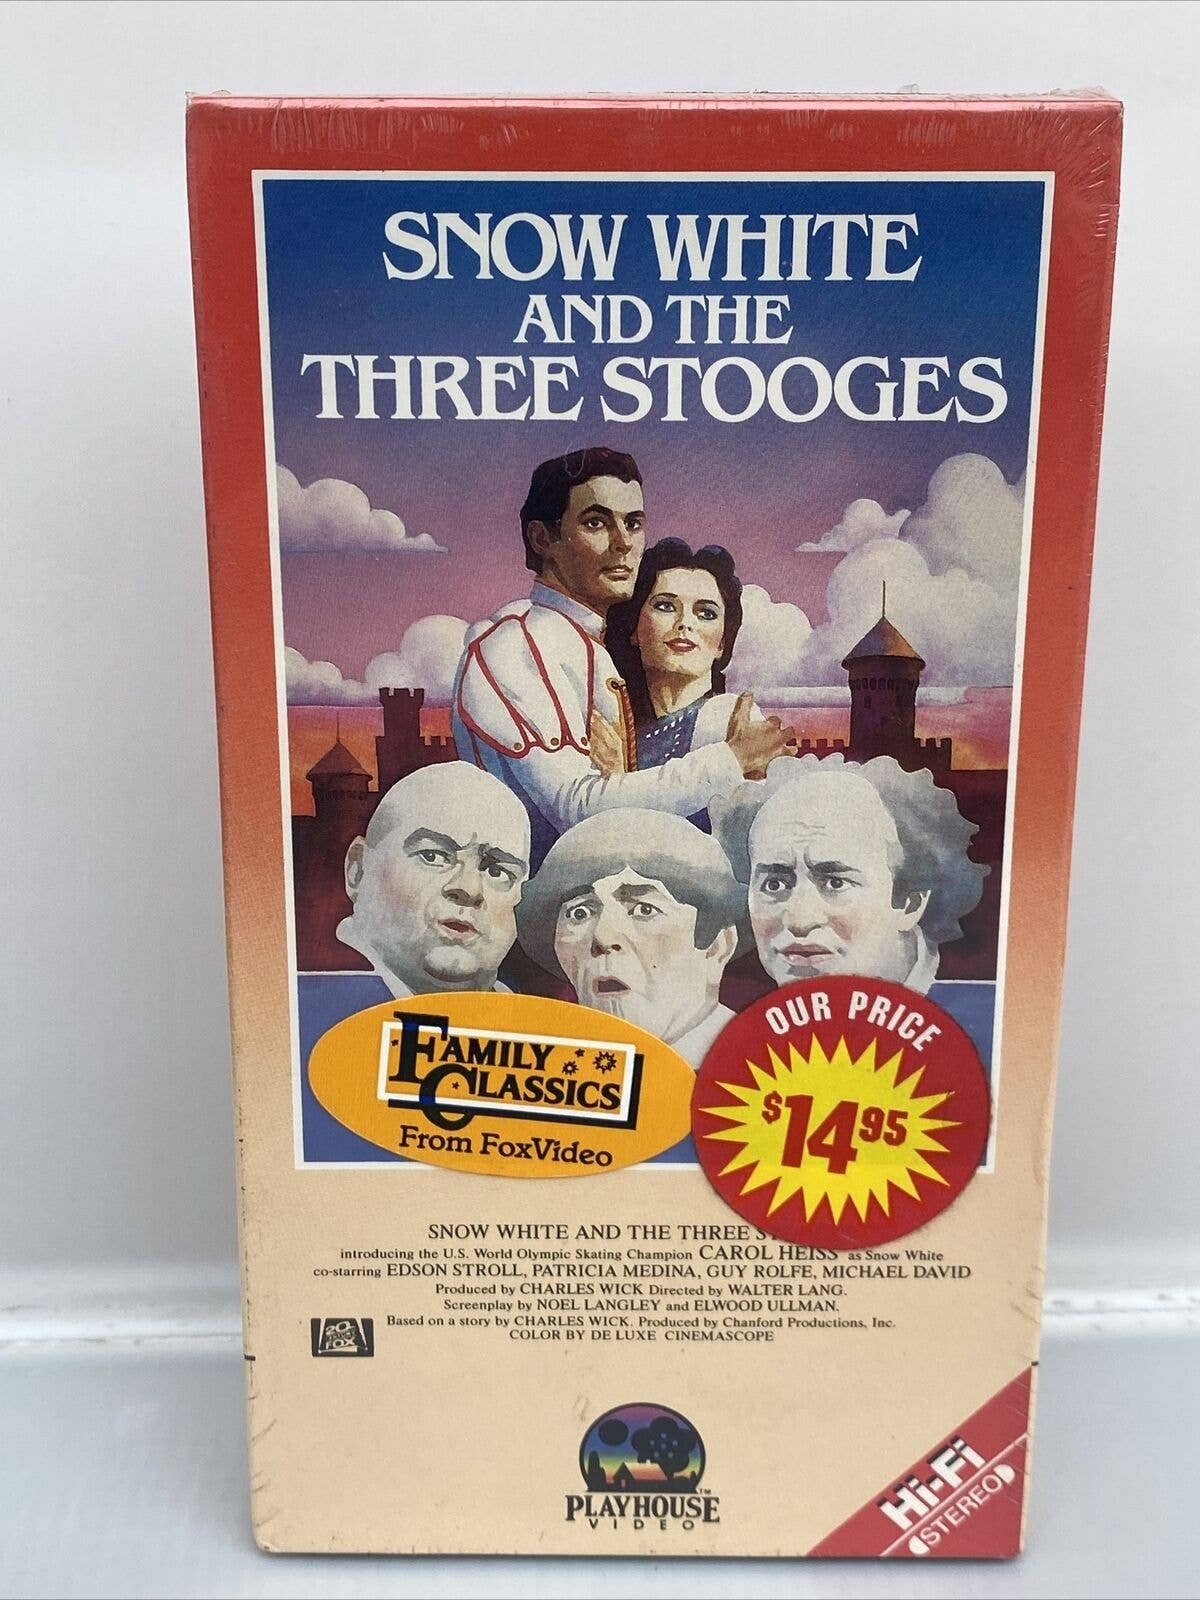 SNOW WHITE
AND THE
THREE STOOGES
OUR PRICE
$14.95
FAMILY
CLASSICS
From FoxVideo
SNOW WHITE AND THE THREE
introducing the U.S. World Olympic Skating Champion CAROL HEISS as Snow White
co-starring EDSON STROLL, PATRICIA MEDINA, GUY ROLFE, MICHAEL DAVID
Produced by CHARLES WICK Directed by WALTER LANG.
Screenplay by NOEL LANGLEY and ELWOOD ULLMAN.
Based on a story by CHARLES WICK. Produced by Chanford Productions, Inc.
COLOR BY DE LUXE CINEMASCOPE
20
FOX
PLAYHOUSE
VIDEO
TM
Hi-Fi
STEREO